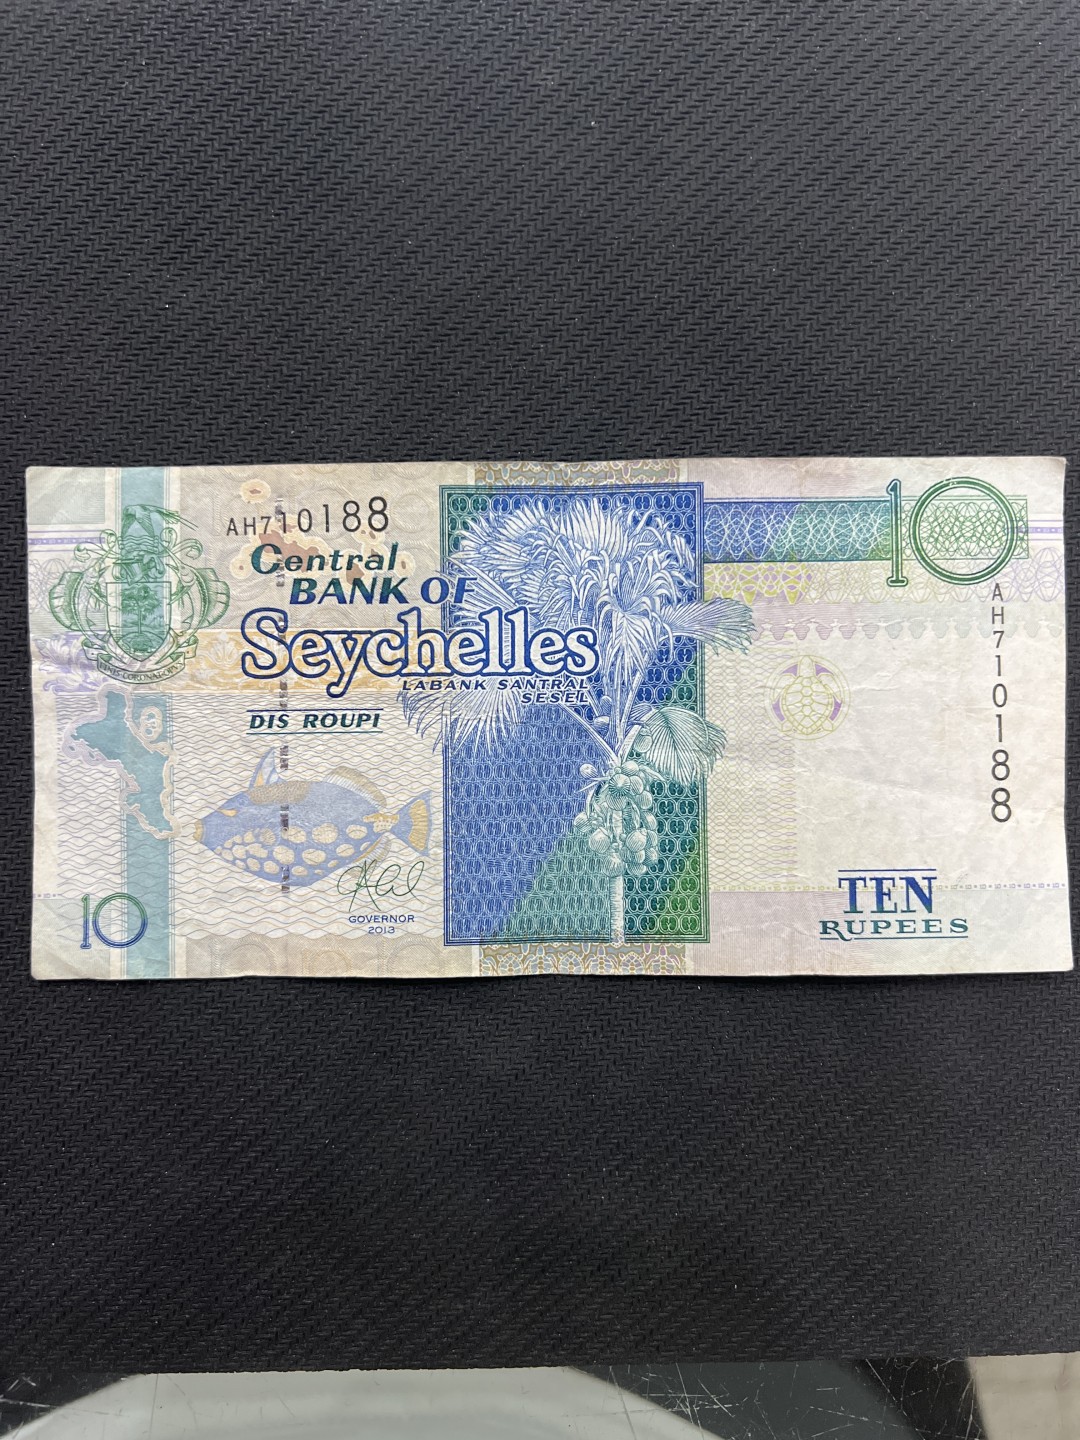 AH710188
Central
BANK OF
Seychelles
LABANK SANTRAL
SESEL
DIS ROUPI
GOVERNOR
2013
10
10
AH710188
TEN
RUPEES